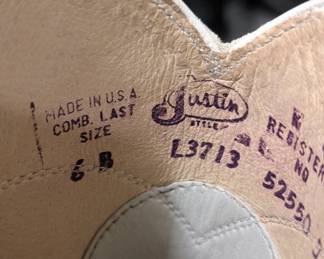 MADE IN U.S.A.
COMB. LAST
SIZE
6 B
Justin
STYLE
L3713
REGISTER
NO
52550